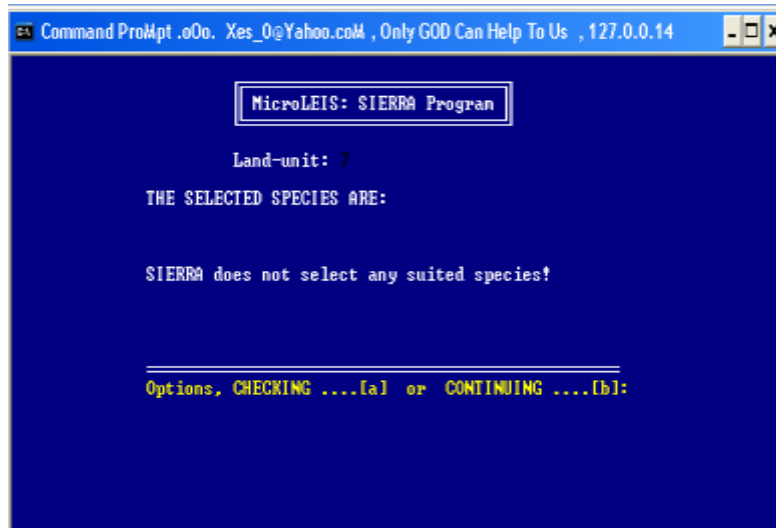 Command ProMpt .oOo. Xes_0@Yahoo.coM , Only GOD Can Help To Us , 127.0.0.14
MicroLEIS: SIERRA Program
Land-unit: 7
THE SELECTED SPECIES ARE:
SIERRA does not select any suited species!
Options, CHECKING ....[a] or CONTINUING ....[b]: